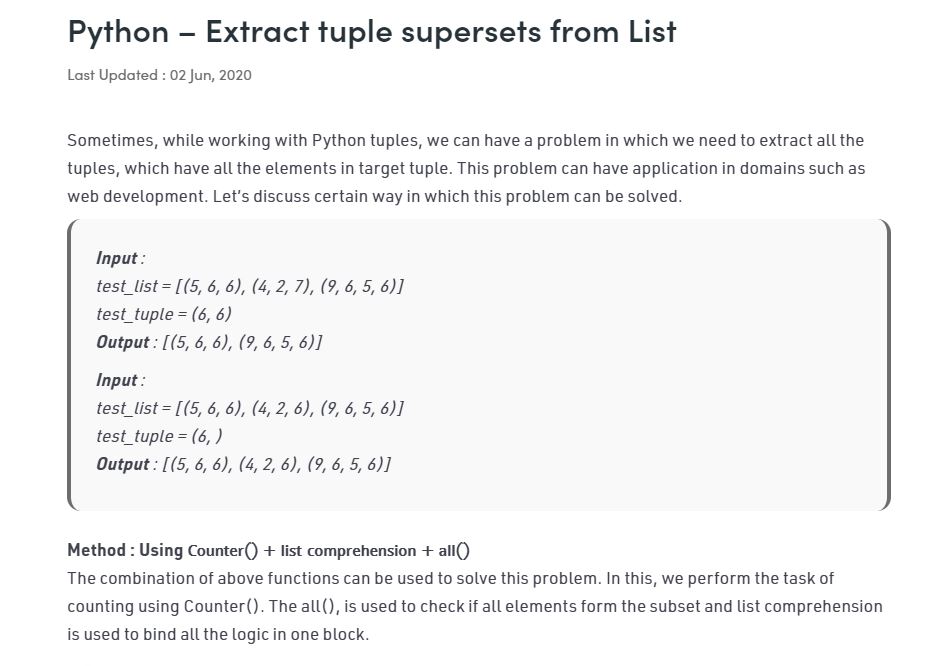 Python – Extract tuple supersets from List
Last Updated : 02 Jun, 2020
Sometimes, while working with Python tuples, we can have a problem in which we need to extract all the
tuples, which have all the elements in target tuple. This problem can have application in domains such as
web development. Let’s discuss certain way in which this problem can be solved.
Input :
test_list = [(5, 6, 6), (4, 2, 7), (9, 6, 5, 6)]
test_tuple = (6, 6)
Output : [(5, 6, 6), (9, 6, 5, 6)]
Input :
test_list = [(5, 6, 6), (4, 2, 6), (9, 6, 5, 6)]
test_tuple = (6, )
Output : [(5, 6, 6), (4, 2, 6), (9, 6, 5, 6)]
Method : Using Counter() + list comprehension + all()
The combination of above functions can be used to solve this problem. In this, we perform the task of
counting using Counter(). The all(), is used to check if all elements form the subset and list comprehension
is used to bind all the logic in one block.